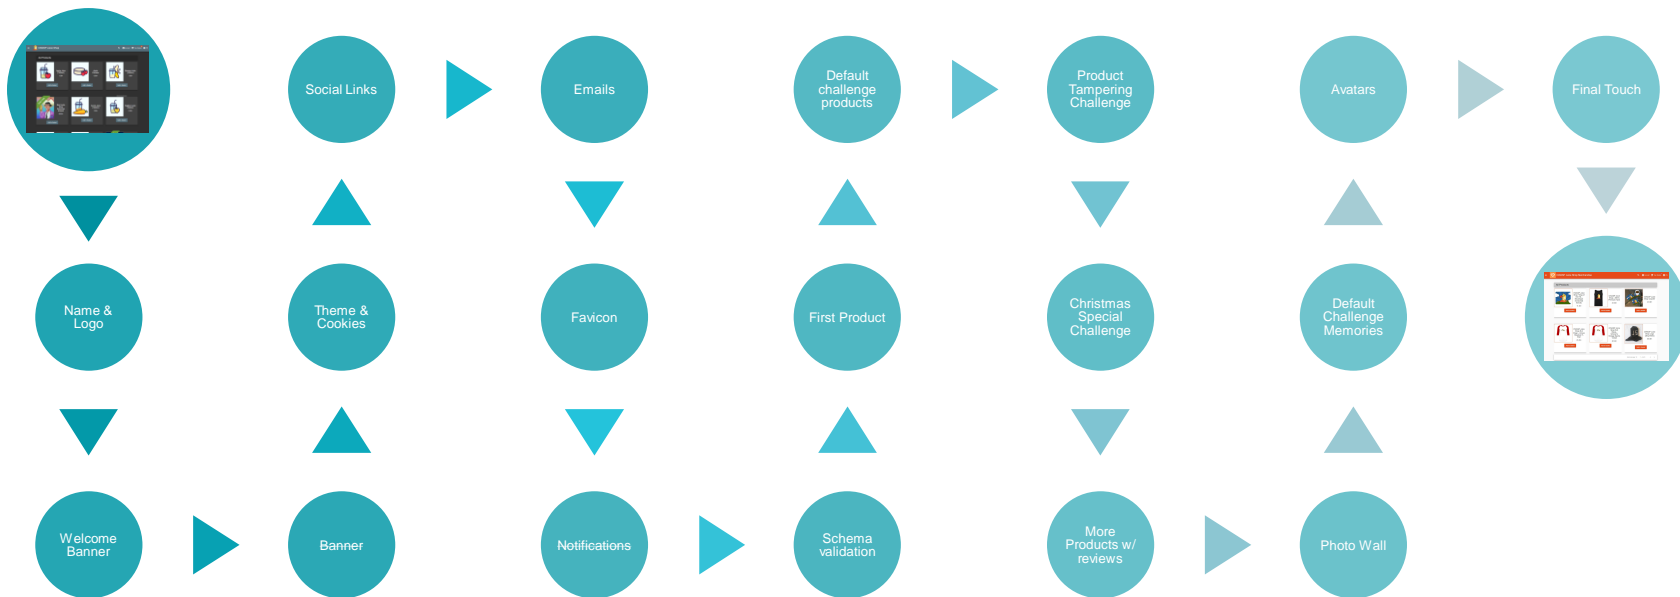 Name &
Logo
Welcome
Banner
Banner
Theme &
Cookies
Social Links
Emails
Favicon
Notifications
Schema
validation
First Product
Default
challenge
products
Product
Tampering
Challenge
Christmas
Special
Challenge
More
Products w/
reviews
Photo Wall
Default
Challenge
Memories
Avatars
Final Touch